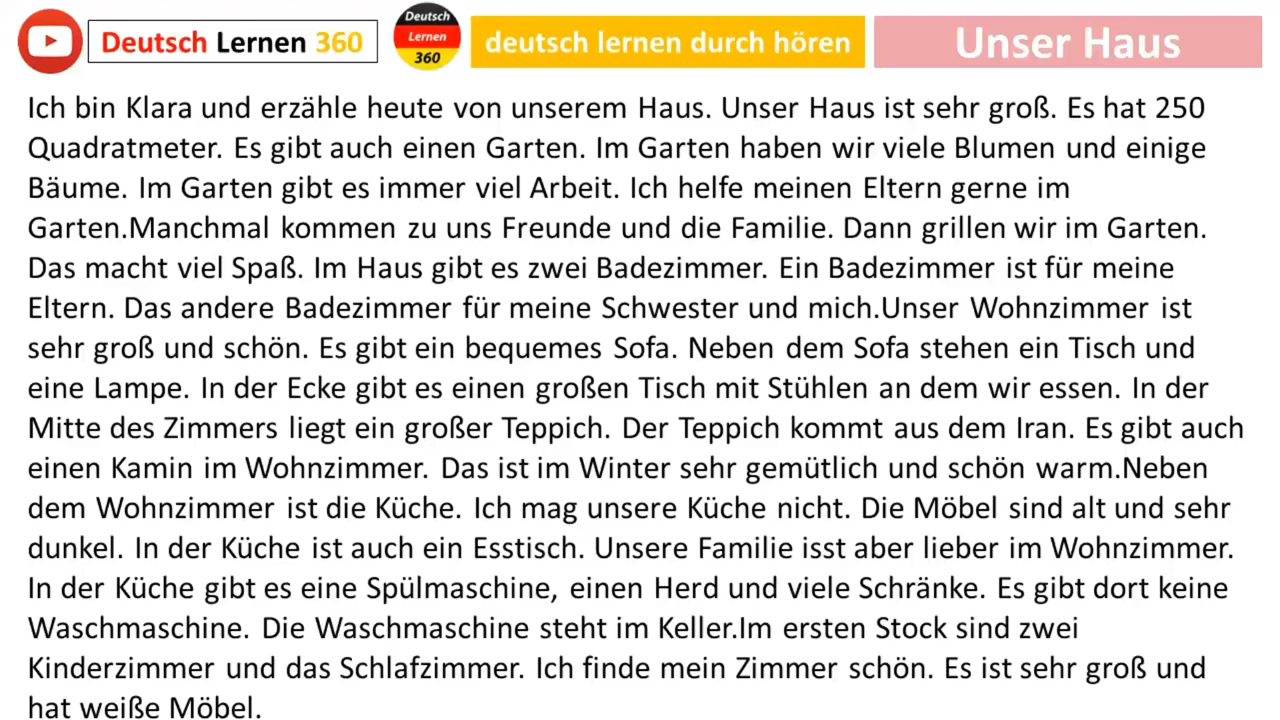 Deutsch Lernen 360
Deutsch
Lernen
360
deutsch lernen durch hören
Unser Haus
Ich bin Klara und erzähle heute von unserem Haus. Unser Haus ist sehr groß. Es hat 250
Quadratmeter. Es gibt auch einen Garten. Im Garten haben wir viele Blumen und einige
Bäume. Im Garten gibt es immer viel Arbeit. Ich helfe meinen Eltern gerne im
Garten.Manchmal kommen zu uns Freunde und die Familie. Dann grillen wir im Garten.
Das macht viel Spaß. Im Haus gibt es zwei Badezimmer. Ein Badezimmer ist für meine
Eltern. Das andere Badezimmer für meine Schwester und mich.Unser Wohnzimmer ist
sehr groß und schön. Es gibt ein bequemes Sofa. Neben dem Sofa stehen ein Tisch und
eine Lampe. In der Ecke gibt es einen großen Tisch mit Stühlen an dem wir essen. In der
Mitte des Zimmers liegt ein großer Teppich. Der Teppich kommt aus dem Iran. Es gibt auch
einen Kamin im Wohnzimmer. Das ist im Winter sehr gemütlich und schön warm.Neben
dem Wohnzimmer ist die Küche. Ich mag unsere Küche nicht. Die Möbel sind alt und sehr
dunkel. In der Küche ist auch ein Esstisch. Unsere Familie isst aber lieber im Wohnzimmer.
In der Küche gibt es eine Spülmaschine, einen Herd und viele Schränke. Es gibt dort keine
Waschmaschine. Die Waschmaschine steht im Keller.Im ersten Stock sind zwei
Kinderzimmer und das Schlafzimmer. Ich finde mein Zimmer schön. Es ist sehr groß und
hat weiße Möbel.